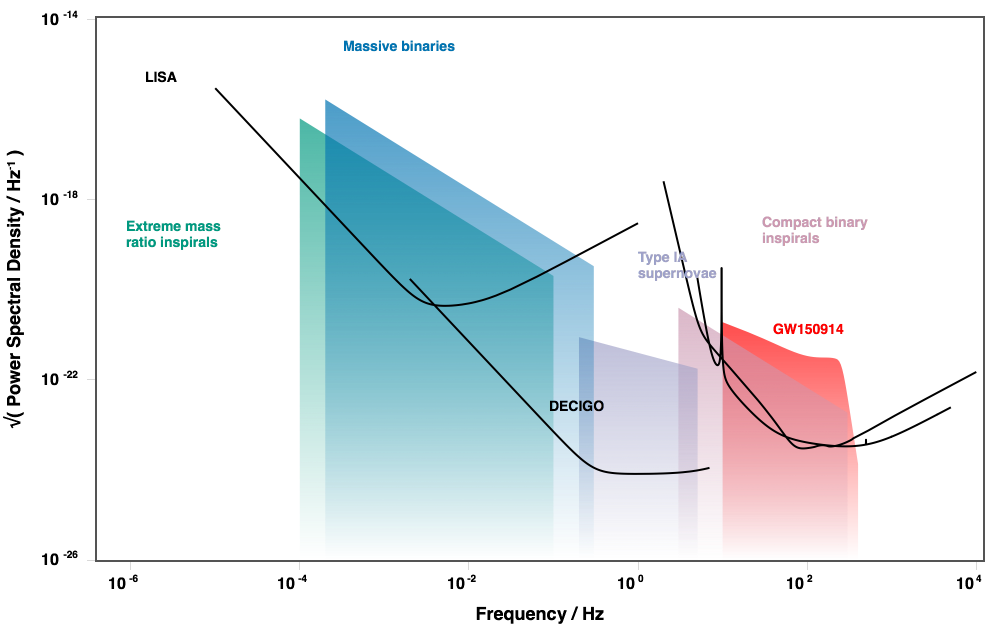 10 -14
Massive binaries
LISA
10 -18
Extreme mass
ratio inspirals
Compact binary
inspirals
Type IA
supernovae
GW150914
10 -22
DECIGO
10 -26
10 -6
10 -4
10 -2
10 0
10 2
10 4
Frequency / Hz
√( Power Spectral Density / Hz-1 )